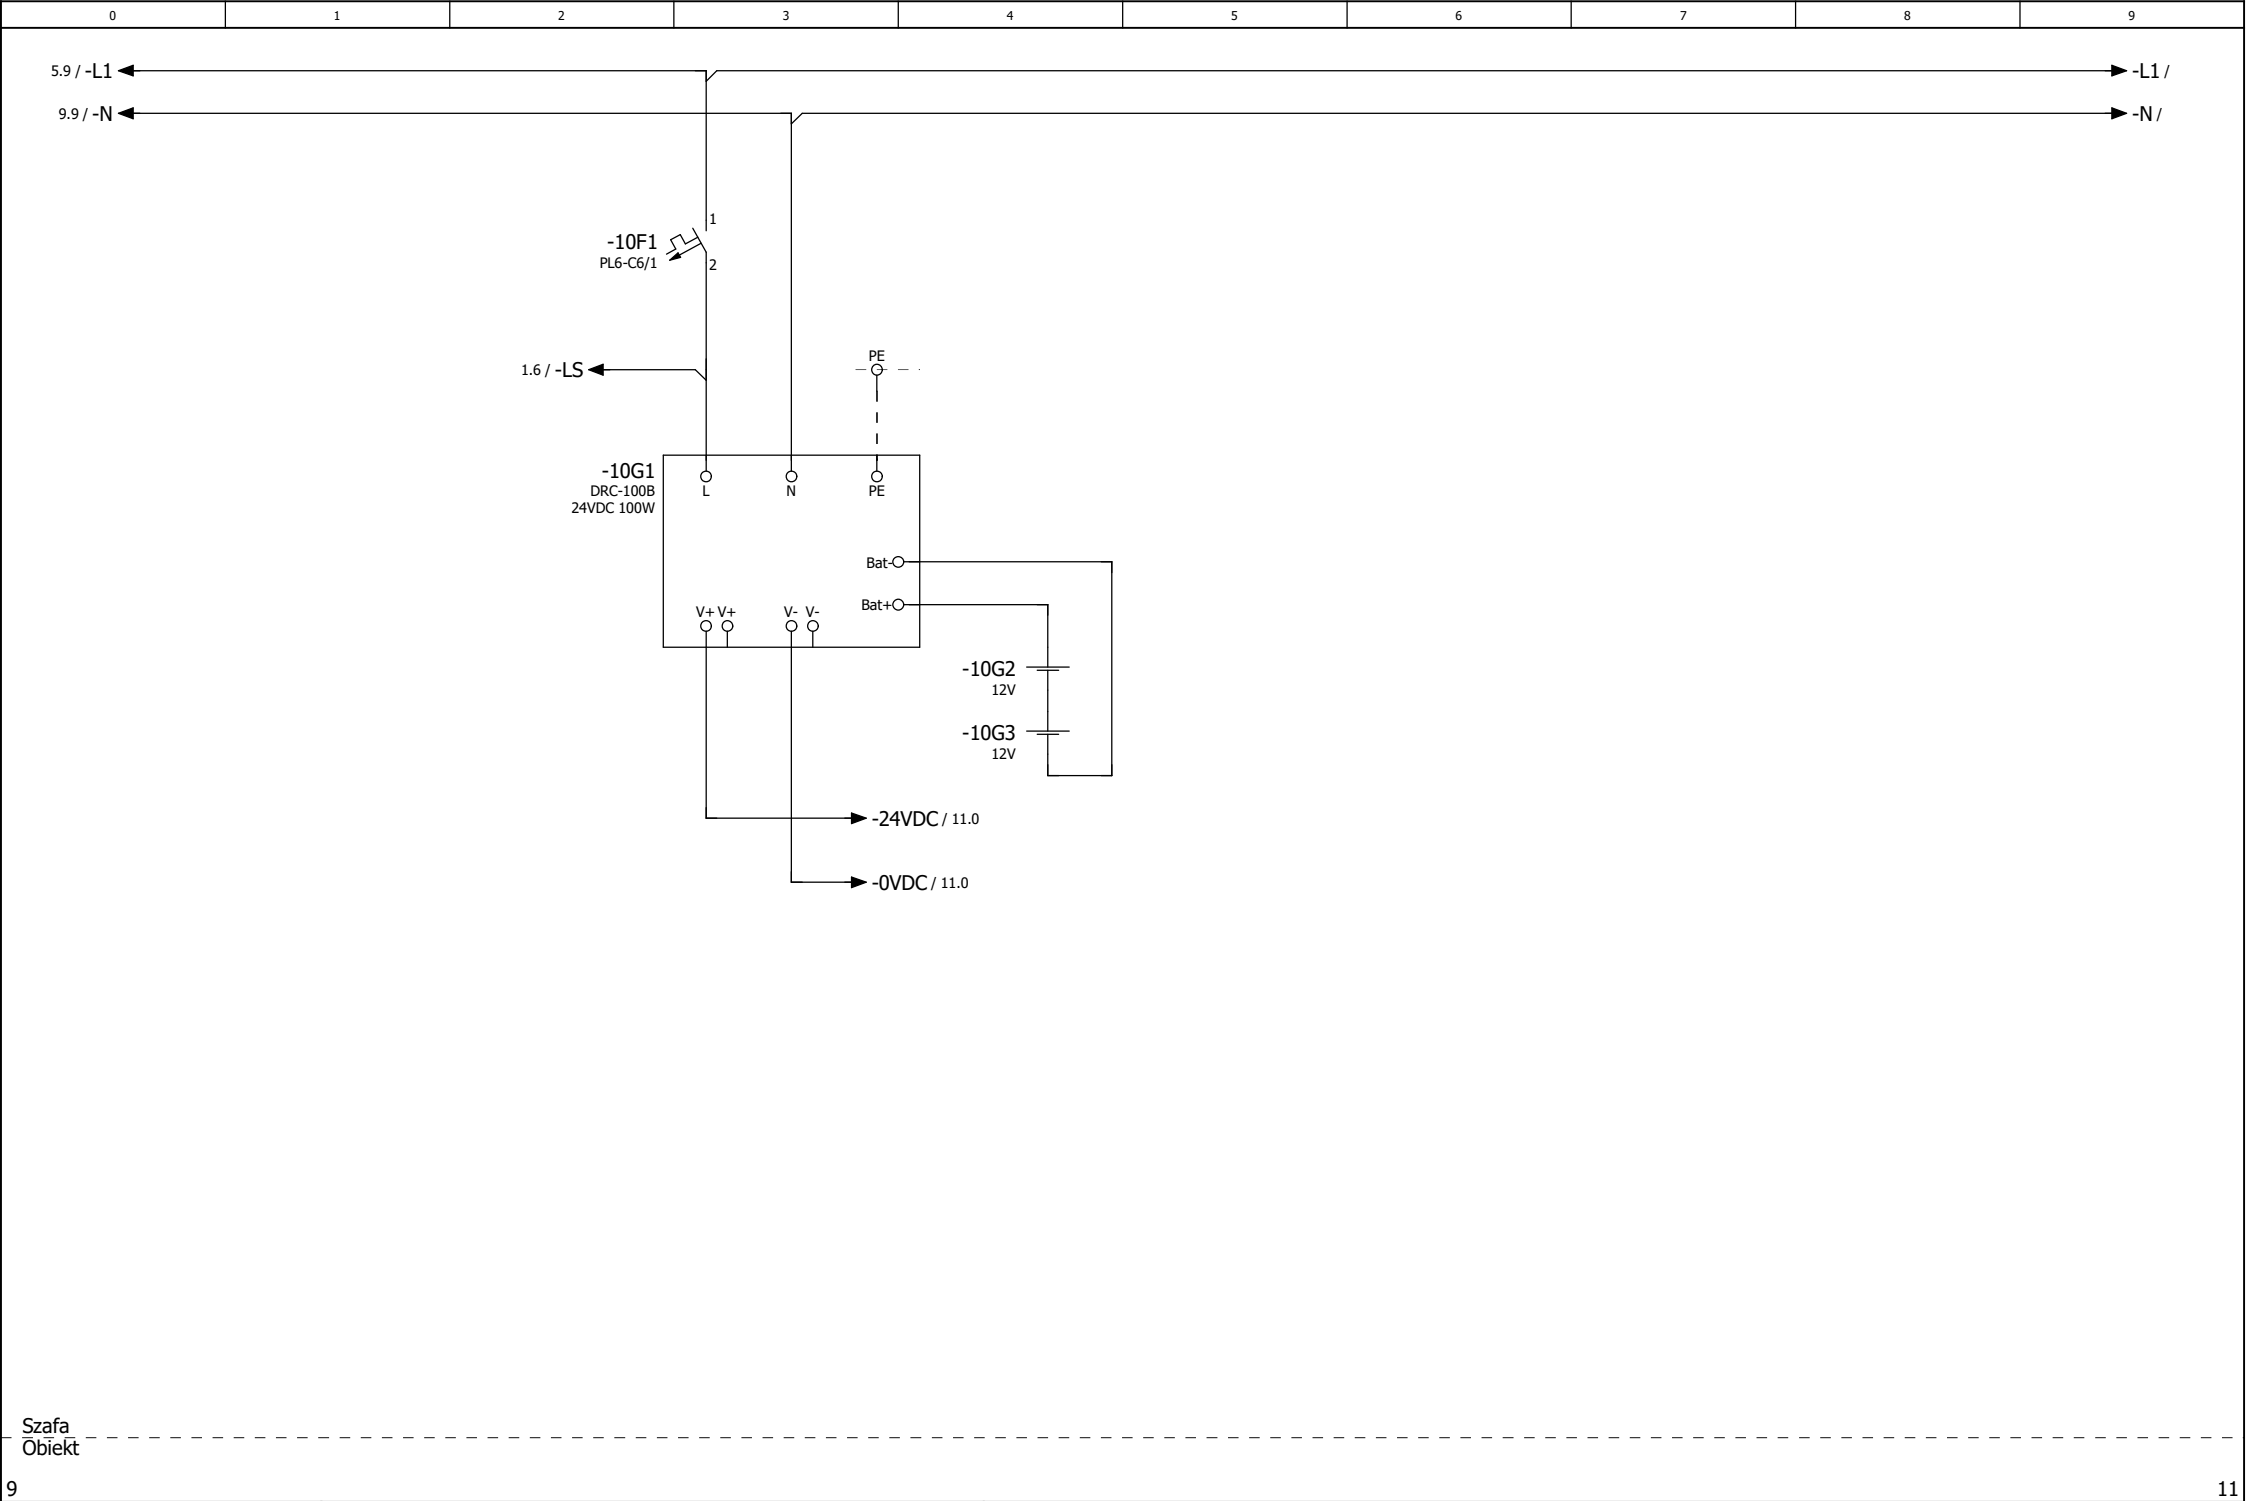 0 1 2 3 4 5 6 7 8 9
5.9 / -L1
-L1 /
9.9 / -N
-N /
1
-10F1
PL6-C6/1
2
PE
1.6 / -LS
-10G1
DRC-100B
24VDC 100W
L N PE
Bat-
Bat+
V+ V+ V- V-
-10G2
12V
-10G3
12V
-24VDC / 11.0
-0VDC / 11.0
Szafa
Obiekt
9
11